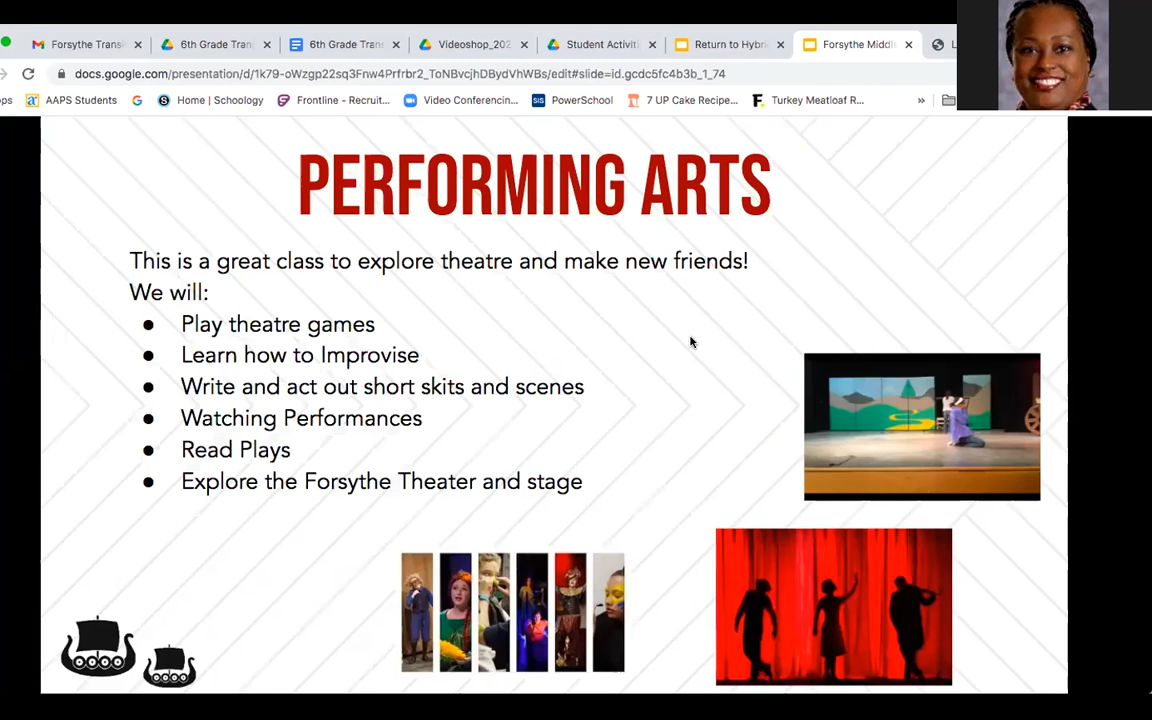 Forsythe Transi
6th Grade Tran
6th Grade Trans
Videoshop_202
Student Activiti
Return to Hybri
Forsythe Middl
docs.google.com/presentation/d/1k79-oWzgp22sq3Fnw4Prfrbr2_ToNBvcjhDBydVhWBs/edit#slide=id.gcdc5fc4b3b_1_74
ps AAPS Students Home | Schoology Frontline - Recruit... Video Conferencin... PowerSchool 7 UP Cake Recipe... Turkey Meatloaf R... »
PERFORMING ARTS
This is a great class to explore theatre and make new friends!
We will:
● Play theatre games
● Learn how to Improvise
● Write and act out short skits and scenes
● Watching Performances
● Read Plays
● Explore the Forsythe Theater and stage